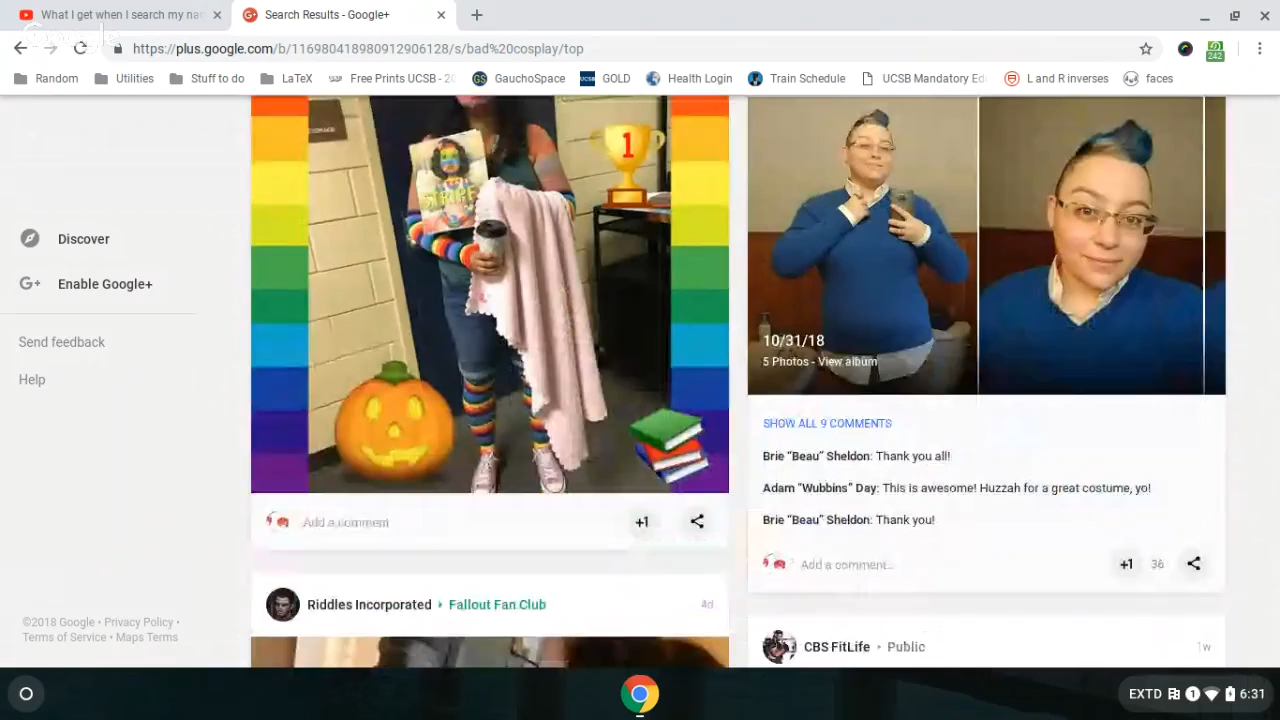 What I get when I search my na
Search Results - Google+
https://plus.google.com/b/116980418980912906128/s/bad%20cosplay/top
242
Random
Utilities
Stuff to do
LaTeX
Free Prints UCSB - 20
GauchoSpace
GOLD
Health Login
Train Schedule
UCSB Mandatory Ed
L and R inverses
faces
Discover
Enable Google+
Send feedback
Help
©2018 Google • Privacy Policy •
Terms of Service • Maps Terms
1
Add a comment
+1
Riddles Incorporated
Fallout Fan Club
4d
10/31/18
5 Photos - View album
SHOW ALL 9 COMMENTS
Brie “Beau” Sheldon: Thank you all!
Adam “Wubbins” Day: This is awesome! Huzzah for a great costume, yo!
Brie “Beau” Sheldon: Thank you!
Add a comment...
+1
36
CBS FitLife
Public
1w
EXTD
1
6:31